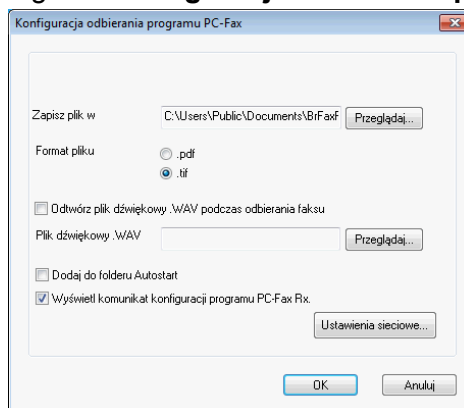 Konfiguracja odbierania programu PC-Fax
Zapisz plik w C:\Users\Public\Documents\BrFaxF Przeglądaj...
Format pliku .pdf
.tif
Odtwórz plik dźwiękowy .WAV podczas odbierania faksu
Plik dźwiękowy .WAV Przeglądaj...
Dodaj do folderu Autostart
Wyświetl komunikat konfiguracji programu PC-Fax Rx.
Ustawienia sieciowe...
OK Anuluj